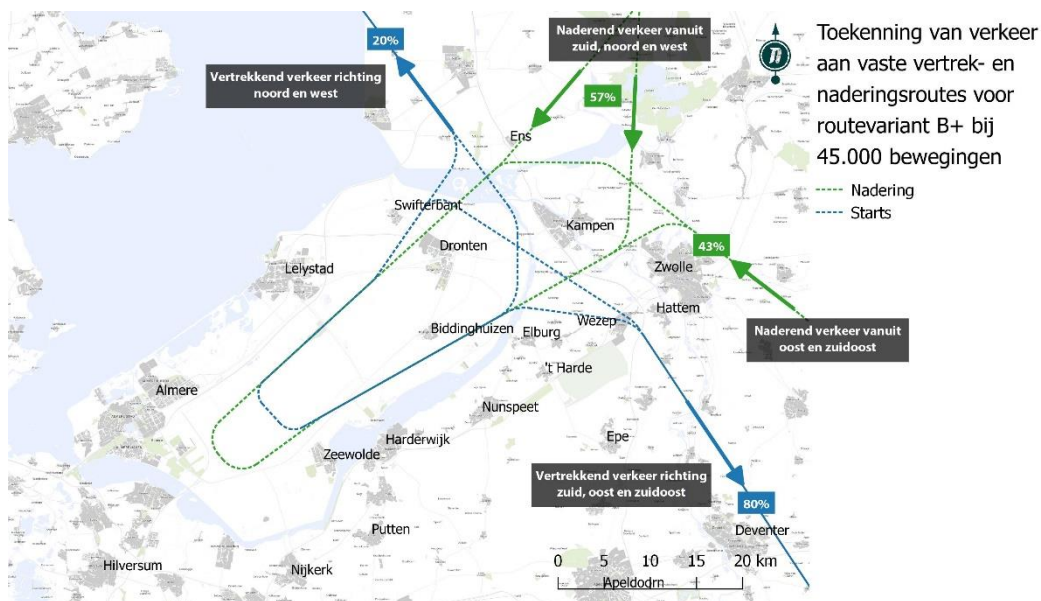 20%
Vertrekkend verkeer richting
noord en west
Naderend verkeer vanuit
zuid, noord en west
57%
Toekenning van verkeer
aan vaste vertrek- en
naderingsroutes voor
routevariant B+ bij
45.000 bewegingen
Nadering
Starts
Ens
Swifterbant
Kampen
Dronten
Lelystad
43%
Zwolle
Hattem
Naderend verkeer vanuit
oost en zuidoost
Biddinghuizen
Elburg
Wezep
't Harde
Almere
Nunspeet
Harderwijk
Zeewolde
Epe
Vertrekkend verkeer richting
zuid, oost en zuidoost
80%
Deventer
Putten
Hilversum
Nijkerk
0 5 10 15 20 km
Apeldoorn